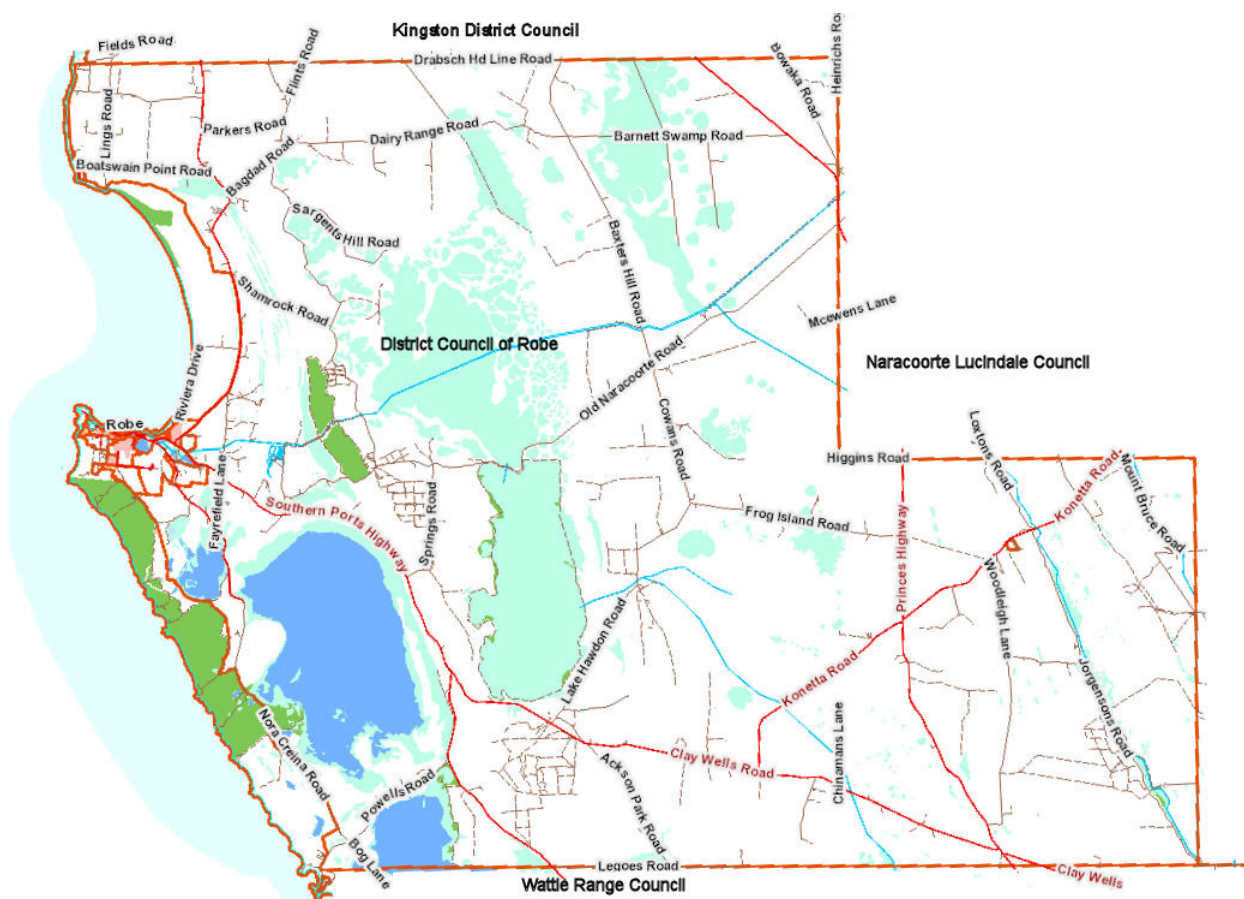 Kingston District Council
Fields Road
Flints Road
Drabsch Hd Line Road
Bowaka Road
Heinrichs Roa
Lings Road
Parkers Road
Dairy Range Road
Barnett Swamp Road
Boatswain Point Road
Bagdad Road
Sargents Hill Road
Baxters Hill Road
Shamrock Road
Mcewens Lane
District Council of Robe
Riviera Drive
Old Naracoorte Road
Naracoorte Lucindale Council
Robe
Cowans Road
Loxtons Road
Higgins Road
Konetta Road
Mount Bruce Road
Fayrefield Lane
Southern Ports Highway
Springs Road
Frog Island Road
Princes Highway
Woodleigh Lane
Lake Hawdon Road
Konetta Road
Jorgensons Road
Nora Creina Road
Chinamans Lane
Clay Wells Road
Ackson Park Road
Powells Road
Bog Lane
Legoes Road
Clay Wells
Wattle Range Council